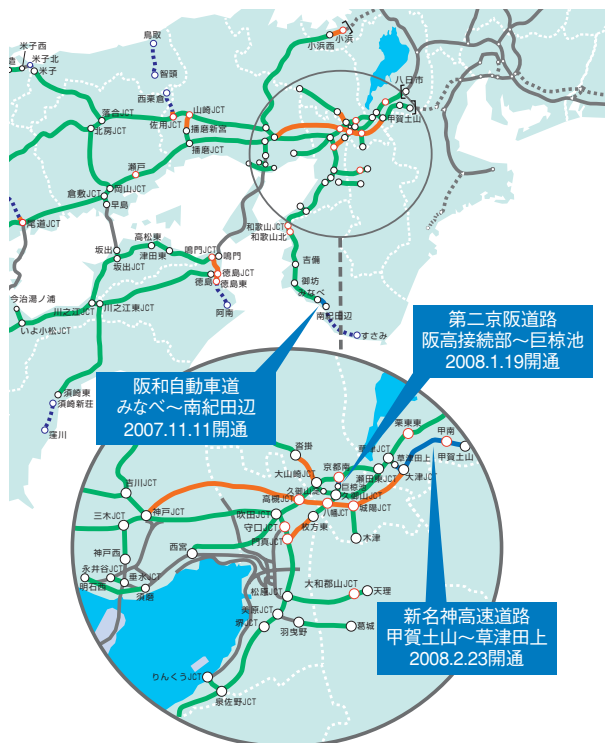 鳥取
小浜
小浜西
米子西
米子北
米子
智頭
西粟倉
八日市
落合JCT
山崎JCT
佐用JCT
播磨新宮
甲賀土山
北房JCT
播磨JCT
瀬戸
倉敷JCT
岡山JCT
早島
尾道JCT
和歌山JCT
和歌山北
高松東
津田東
鳴門JCT
鳴門
坂出
坂出JCT
吉備
徳島JCT
徳島
徳島東
御坊
みなべ
今治湯ノ浦
川之江JCT
川之江東JCT
阿南
南紀田辺
すさみ
いよ小松JCT
第二京阪道路
阪高接続部～巨椋池
2008.1.19開通
阪和自動車道
みなべ～南紀田辺
2007.11.11開通
須崎東
須崎新荘
窪川
栗東東
甲南
沓掛
京都南
草津JCT
草津田上
甲賀土山
大山崎JCT
瀬田東JCT
大津JCT
吉川JCT
久御山淀
巨椋池
久御山JCT
高槻JCT
神戸JCT
吹田JCT
八幡JCT
城陽JCT
三木JCT
守口JCT
枚方東
門真JCT
木津
神戸西
西宮
永井谷JCT
垂水JCT
明石西
須磨
松原JCT
大和郡山JCT
天理
新名神高速道路
甲賀土山～草津田上
2008.2.23開通
美原JCT
堺JCT
羽曳野
葛城
りんくうJCT
泉佐野JCT